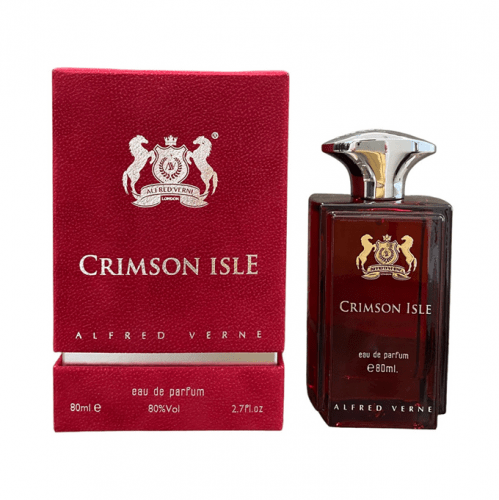 ®
AV
ALFRED VERNE
LONDON
CRIMSON ISLE
ALFRED VERNE
eau de parfum
80ml e 80%Vol 2.7fl.oz
CRIMSON ISLE
eau de parfum
e80ml.
ALFRED VERNE